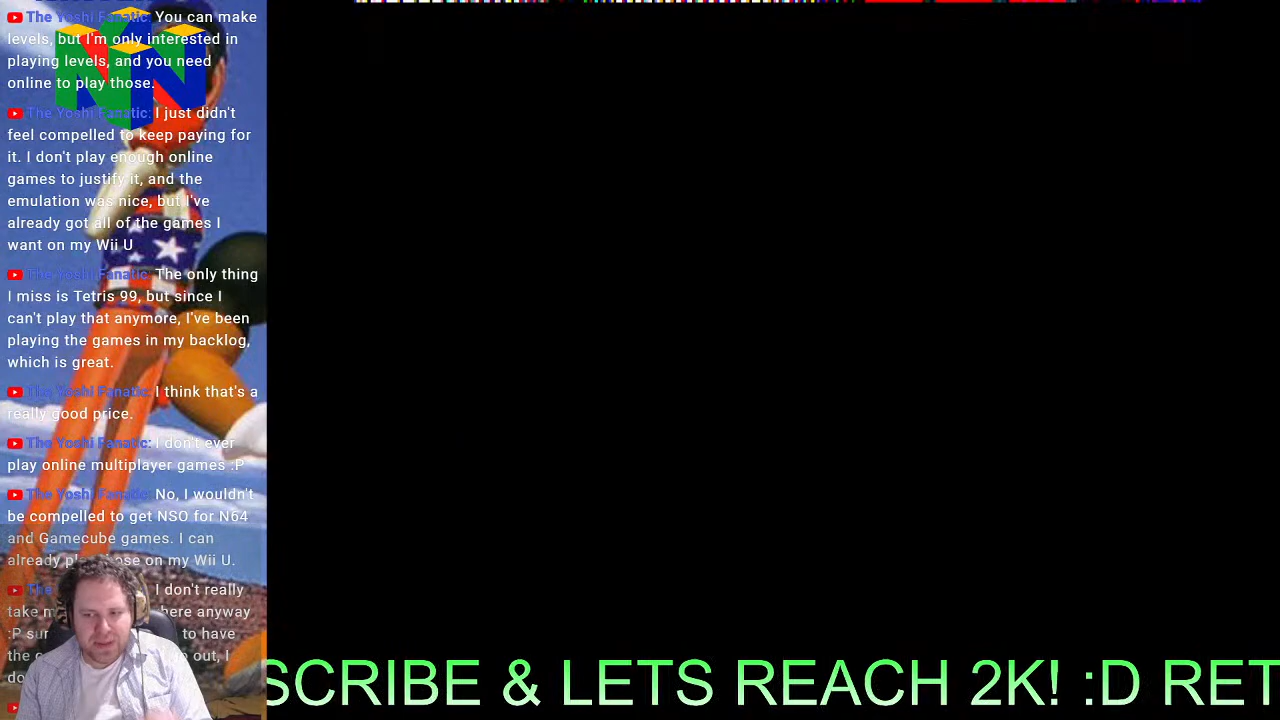 The Yoshi Fanatic: You can make
levels, but I'm only interested in
playing levels, and you need
online to play those.
The Yoshi Fanatic: I just didn't
feel compelled to keep paying for
it. I don't play enough online
games to justify it, and the
emulation was nice, but I've
already got all of the games I
want on my Wii U
The Yoshi Fanatic: The only thing
I miss is Tetris 99, but since I
can't play that anymore, I've been
playing the games in my backlog,
which is great.
The Yoshi Fanatic: I think that's a
really good price.
The Yoshi Fanatic: I don't ever
play online multiplayer games :P
The Yoshi Fanatic: No, I wouldn't
be compelled to get NSO for N64
and Gamecube games. I can
already those on my Wii U.
The I don't really
take here anyway
:P to have
the out, I
SCRIBE & LETS REACH 2K! :D RET